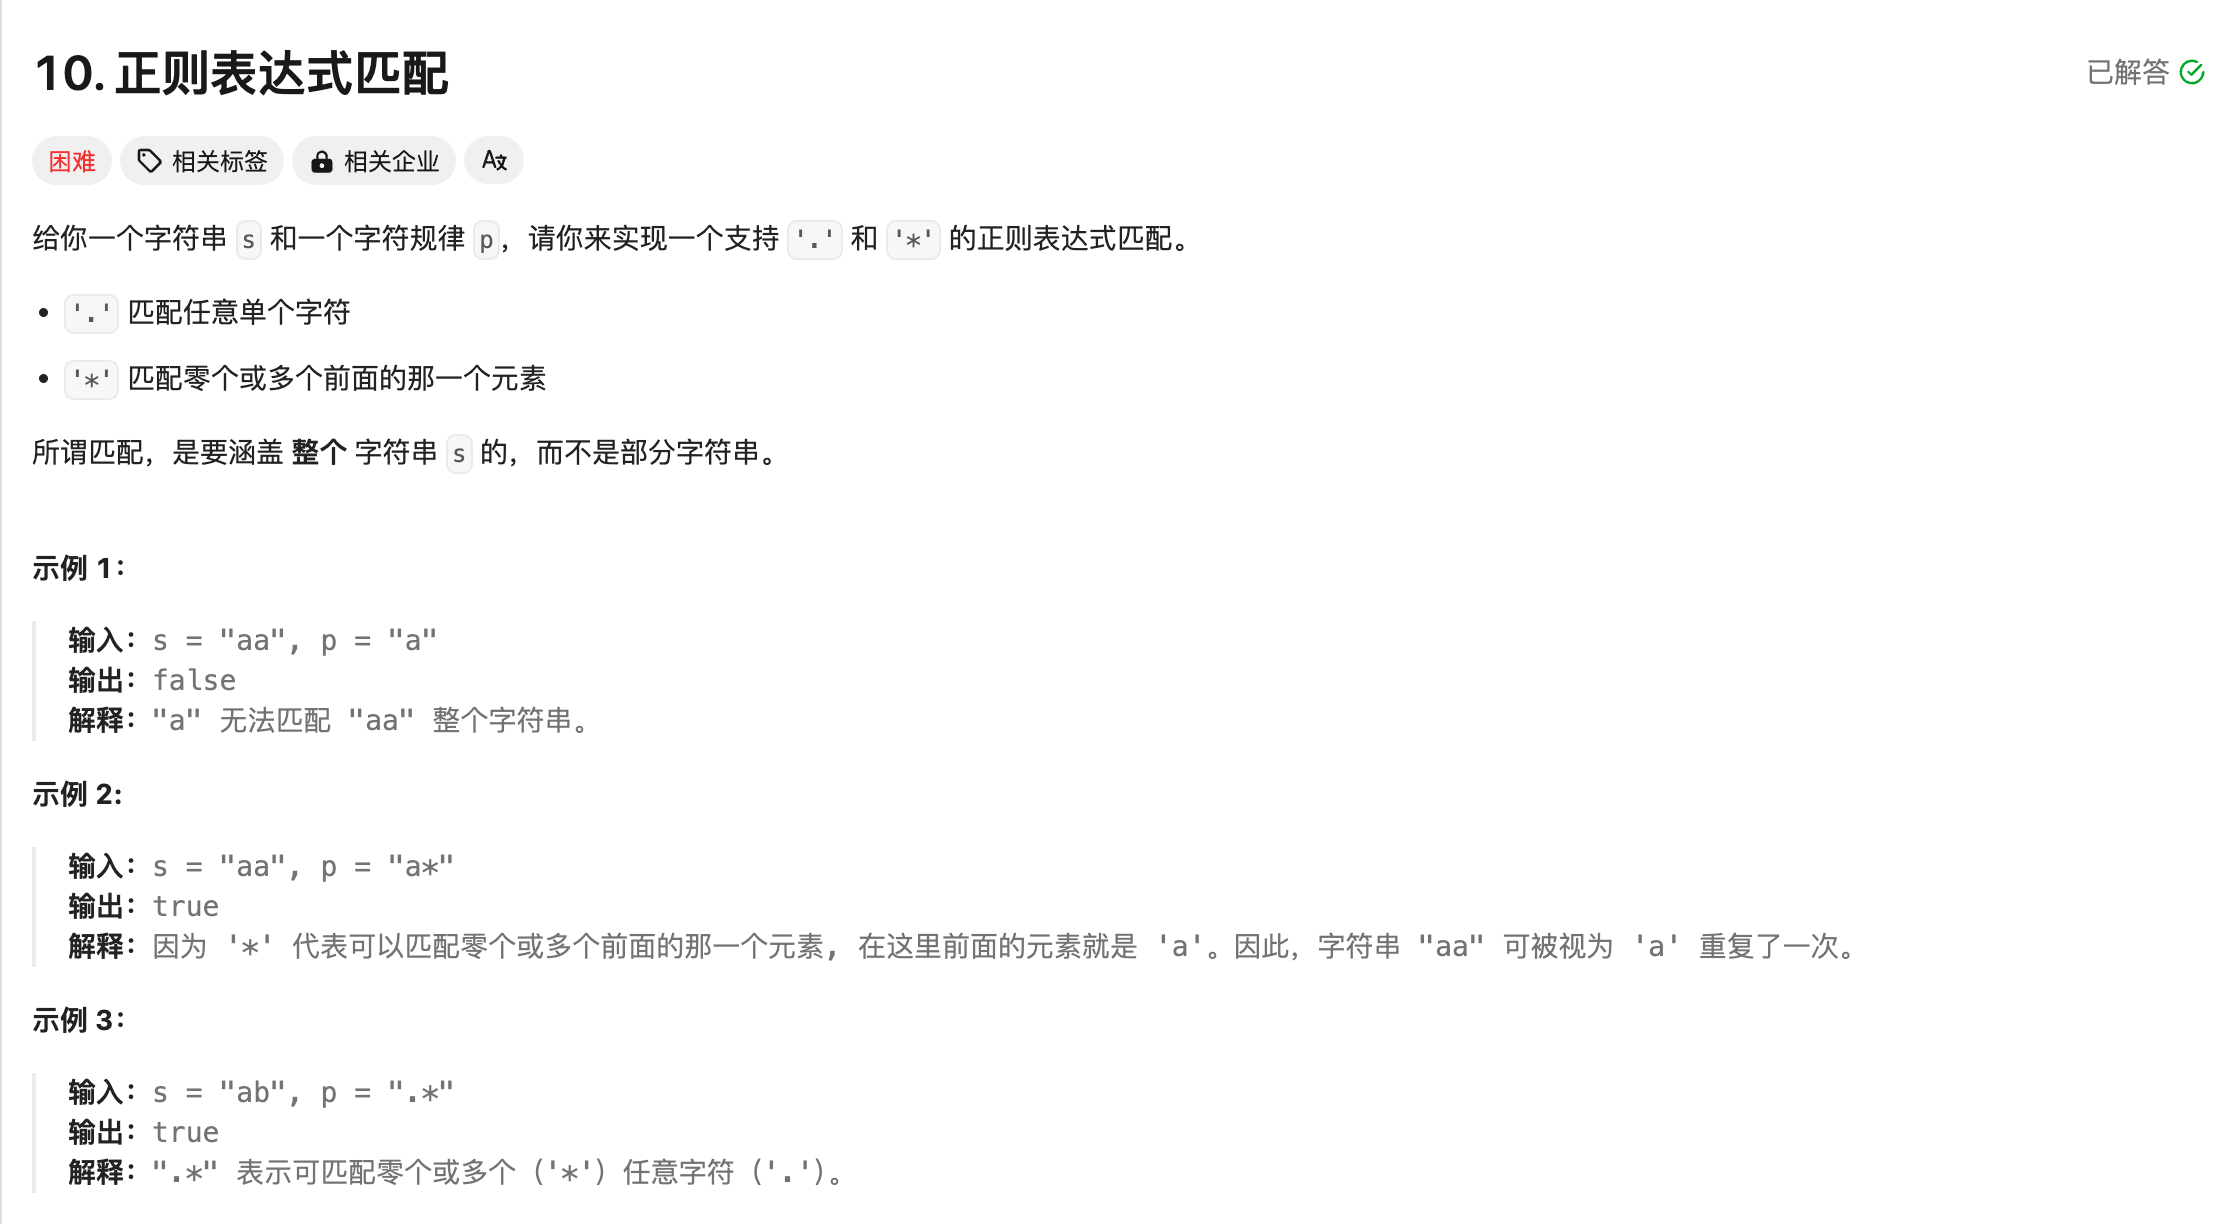 10. 正则表达式匹配
已解答
困难
相关标签
相关企业
给你一个字符串 s 和一个字符规律 p，请你来实现一个支持 '.' 和 '*' 的正则表达式匹配。
• '.' 匹配任意单个字符
• '*' 匹配零个或多个前面的那一个元素
所谓匹配，是要涵盖 整个 字符串 s 的，而不是部分字符串。
示例 1：
输入：s = "aa", p = "a"
输出：false
解释："a" 无法匹配 "aa" 整个字符串。
示例 2:
输入：s = "aa", p = "a*"
输出：true
解释：因为 '*' 代表可以匹配零个或多个前面的那一个元素, 在这里前面的元素就是 'a'。因此，字符串 "aa" 可被视为 'a' 重复了一次。
示例 3：
输入：s = "ab", p = ".*"
输出：true
解释：".*" 表示可匹配零个或多个（'*'）任意字符（'.'）。